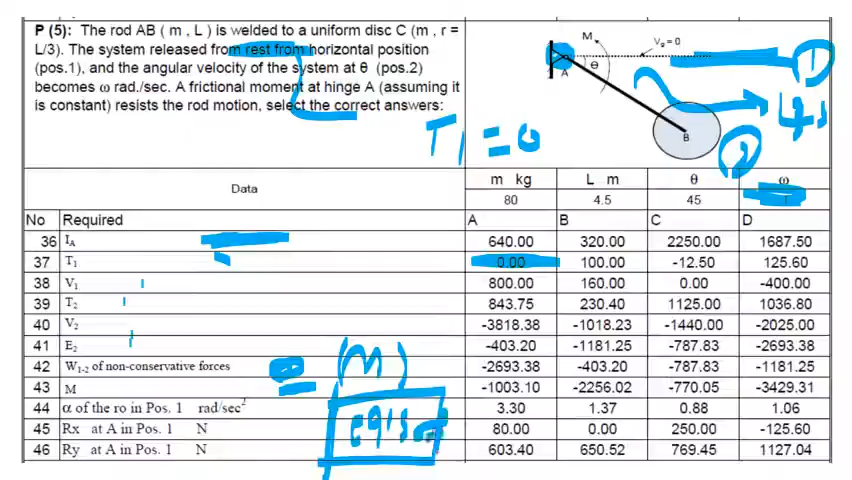 P (5): The rod AB ( m , L ) is welded to a uniform disc C (m , r =
L/3). The system released from rest from horizontal position
(pos.1), and the angular velocity of the system at θ (pos.2)
becomes ω rad./sec. A frictional moment at hinge A (assuming it
is constant) resists the rod motion, select the correct answers:
M
Vg = 0
A
θ
B
1
2
T1 = 0
Data
m kg L m θ ω
80 4.5 45 1
No Required A B C D
36 IA 640.00 320.00 2250.00 1687.50
37 T1 0.00 100.00 -12.50 125.60
38 V1 800.00 160.00 0.00 -400.00
39 T2 843.75 230.40 1125.00 1036.80
40 V2 -3818.38 -1018.23 -1440.00 -2025.00
41 E2 -403.20 -1181.25 -787.83 -2693.38
42 W1-2 of non-conservative forces -2693.38 -403.20 -787.83 -1181.25
43 M -1003.10 -2256.02 -770.05 -3429.31
44 α of the ro in Pos. 1 rad/sec2 3.30 1.37 0.88 1.06
45 Rx at A in Pos. 1 N 80.00 0.00 250.00 -125.60
46 Ry at A in Pos. 1 N 603.40 650.52 769.45 1127.04
(M)